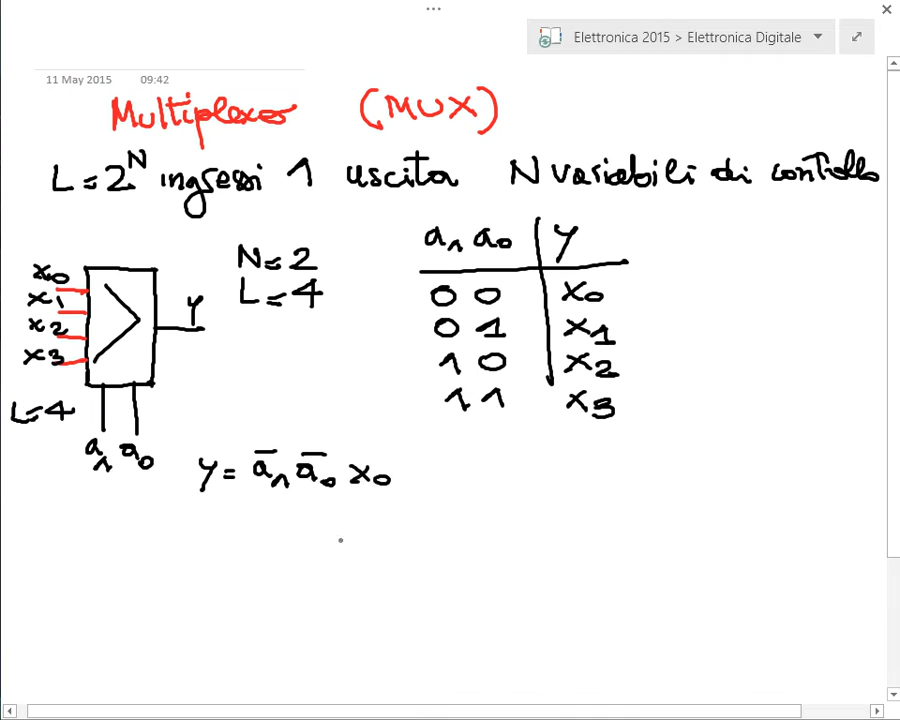 Elettronica 2015 > Elettronica Digitale
11 May 2015 09:42
Multiplexer (MUX)
L = 2^N ingressi 1 uscita N variabili di controllo
a₁ a₀ | y
0 0 | x₀
0 1 | x₁
1 0 | x₂
1 1 | x₃
N = 2
L = 4
x₀
x₁
x₂
x₃
y
L = 4
a₁ a₀
y = a̅₁ a̅₀ x₀